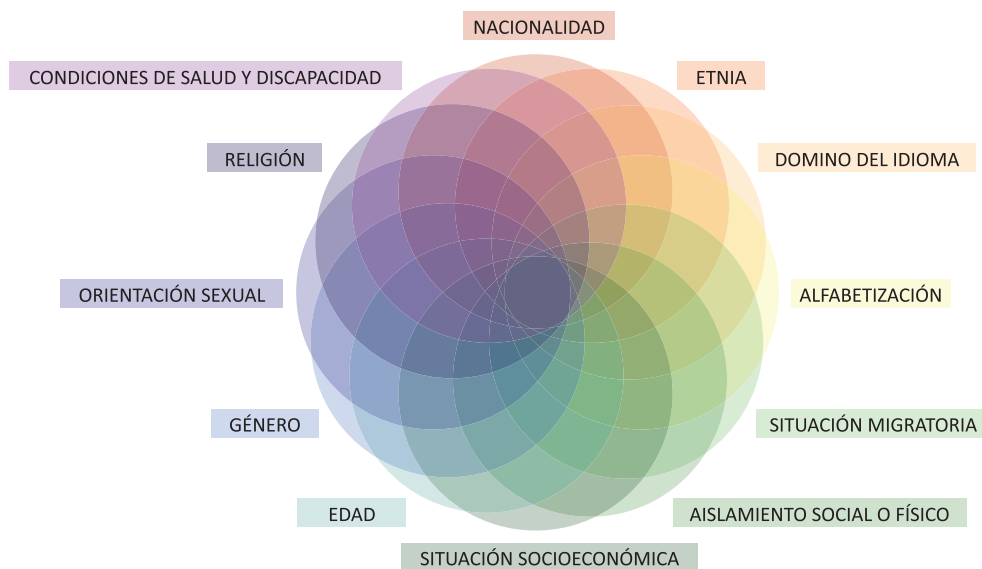 NACIONALIDAD
CONDICIONES DE SALUD Y DISCAPACIDAD
ETNIA
RELIGIÓN
DOMINO DEL IDIOMA
ORIENTACIÓN SEXUAL
ALFABETIZACIÓN
GÉNERO
SITUACIÓN MIGRATORIA
EDAD
AISLAMIENTO SOCIAL O FÍSICO
SITUACIÓN SOCIOECONÓMICA